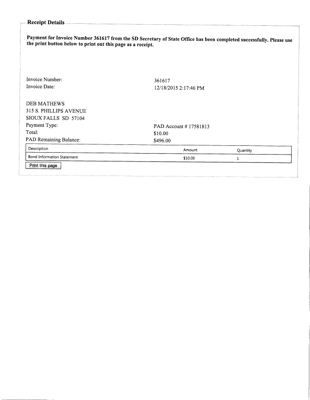 Receipt Details
Payment for Invoice Number 361617 from the SD Secretary of State Office has been completed successfully. Please use
the print button below to print out this page as a receipt.
Invoice Number: 361617
Invoice Date: 12/18/2015 2:17:46 PM
DEB MATHEWS
315 S. PHILLIPS AVENUE
SIOUX FALLS SD 57104
Payment Type: PAD Account # 17581813
Total: $10.00
PAD Remaining Balance: $496.00
Description Amount Quantity
Bond Information Statement $10.00 1
Print this page